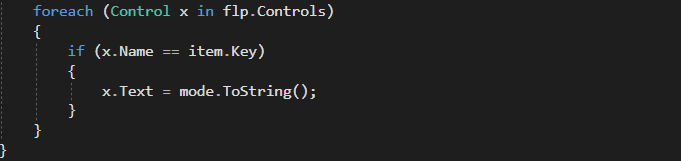 foreach (Control x in flp.Controls)
{
if (x.Name == item.Key)
{
x.Text = mode.ToString();
}
}
}